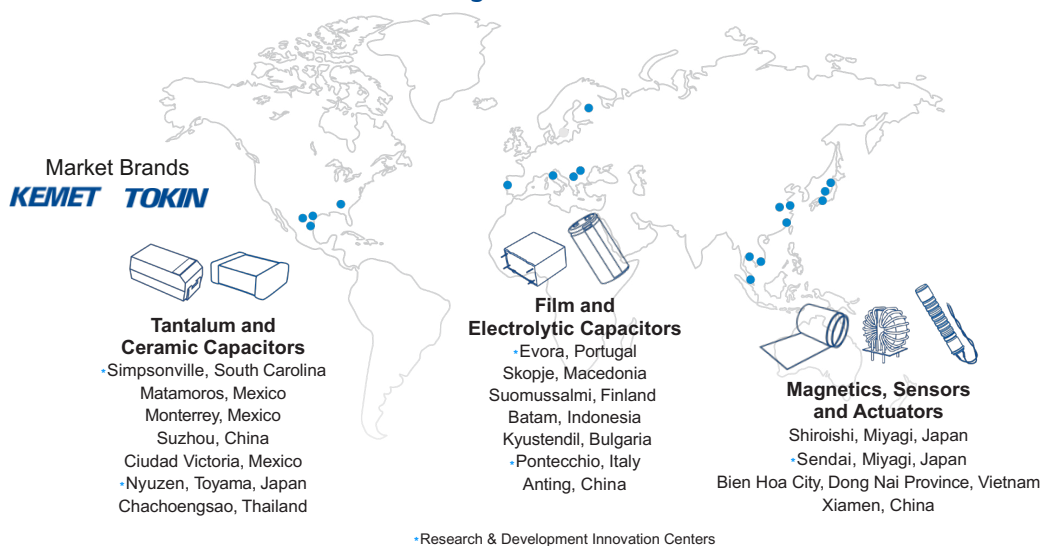 Market Brands
KEMET TOKIN
Tantalum and
Ceramic Capacitors
*Simpsonville, South Carolina
Matamoros, Mexico
Monterrey, Mexico
Suzhou, China
Ciudad Victoria, Mexico
*Nyuzen, Toyama, Japan
Chachoengsao, Thailand
Film and
Electrolytic Capacitors
*Evora, Portugal
Skopje, Macedonia
Suomussalmi, Finland
Batam, Indonesia
Kyustendil, Bulgaria
*Pontecchio, Italy
Anting, China
Magnetics, Sensors
and Actuators
Shiroishi, Miyagi, Japan
*Sendai, Miyagi, Japan
Bien Hoa City, Dong Nai Province, Vietnam
Xiamen, China
*Research & Development Innovation Centers